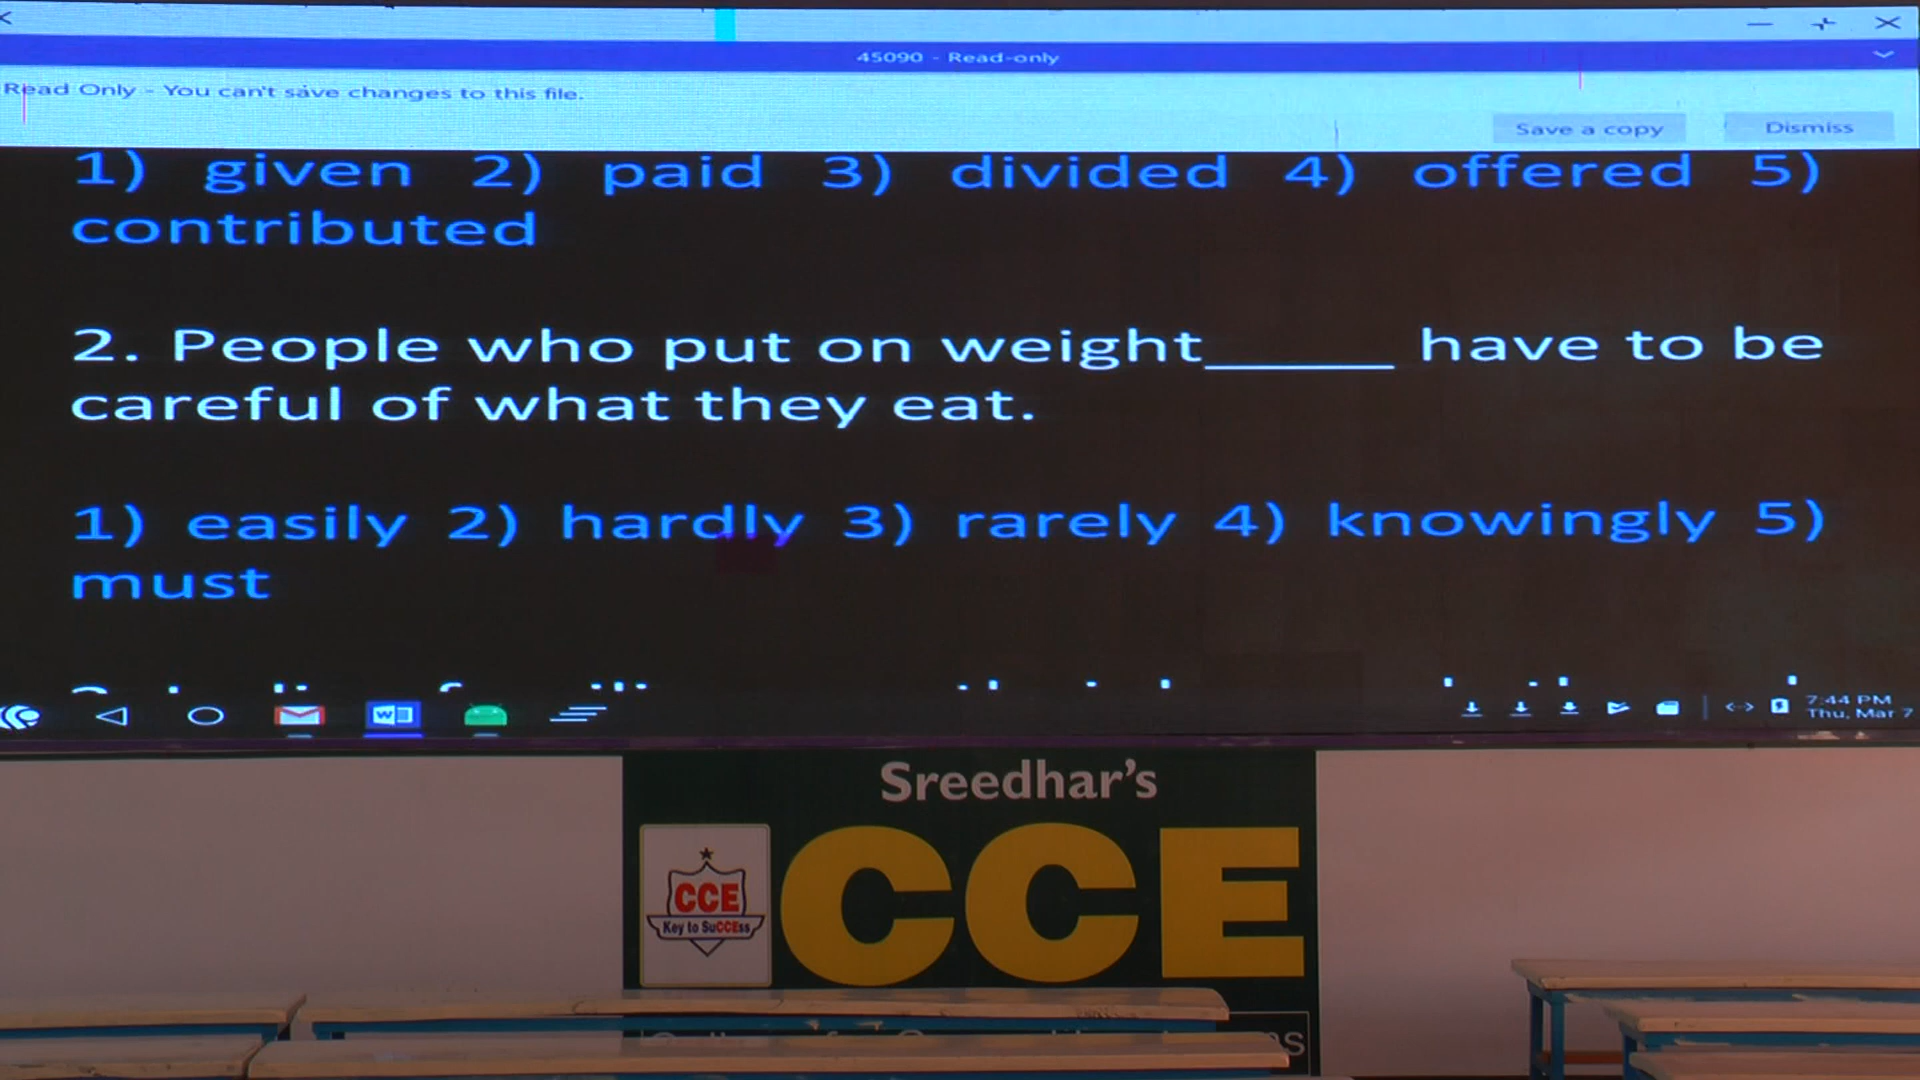 45090 - Read-only
Read Only - You can't save changes to this file.
Save a copy Dismiss
1) given 2) paid 3) divided 4) offered 5)
contributed
2. People who put on weight______ have to be
careful of what they eat.
1) easily 2) hardly 3) rarely 4) knowingly 5)
must
7:44 PM
Thu, Mar 7
Sreedhar's
CCE
CCE
Key to SuCCEss